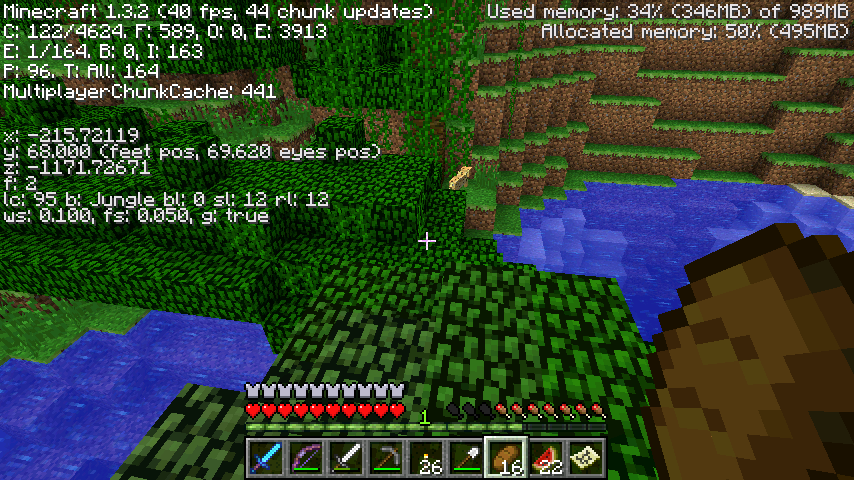 Minecraft 1.3.2 (40 fps, 44 chunk updates)
C: 122/4624, F: 589, O: 0, E: 3913
E: 1/164, B: 0, I: 163
P: 96, T: All: 164
MultiplayerChunkCache: 441
x: -215.72119
y: 68.000 (feet pos, 69.620 eyes pos)
z: -1171.72671
f: 2
lc: 95 b: Jungle bl: 0 sl: 12 rl: 12
ws: 0.100, fs: 0.050, g: true
Used memory: 34% (346MB) of 989MB
Allocated memory: 50% (495MB)
1
26
16
22